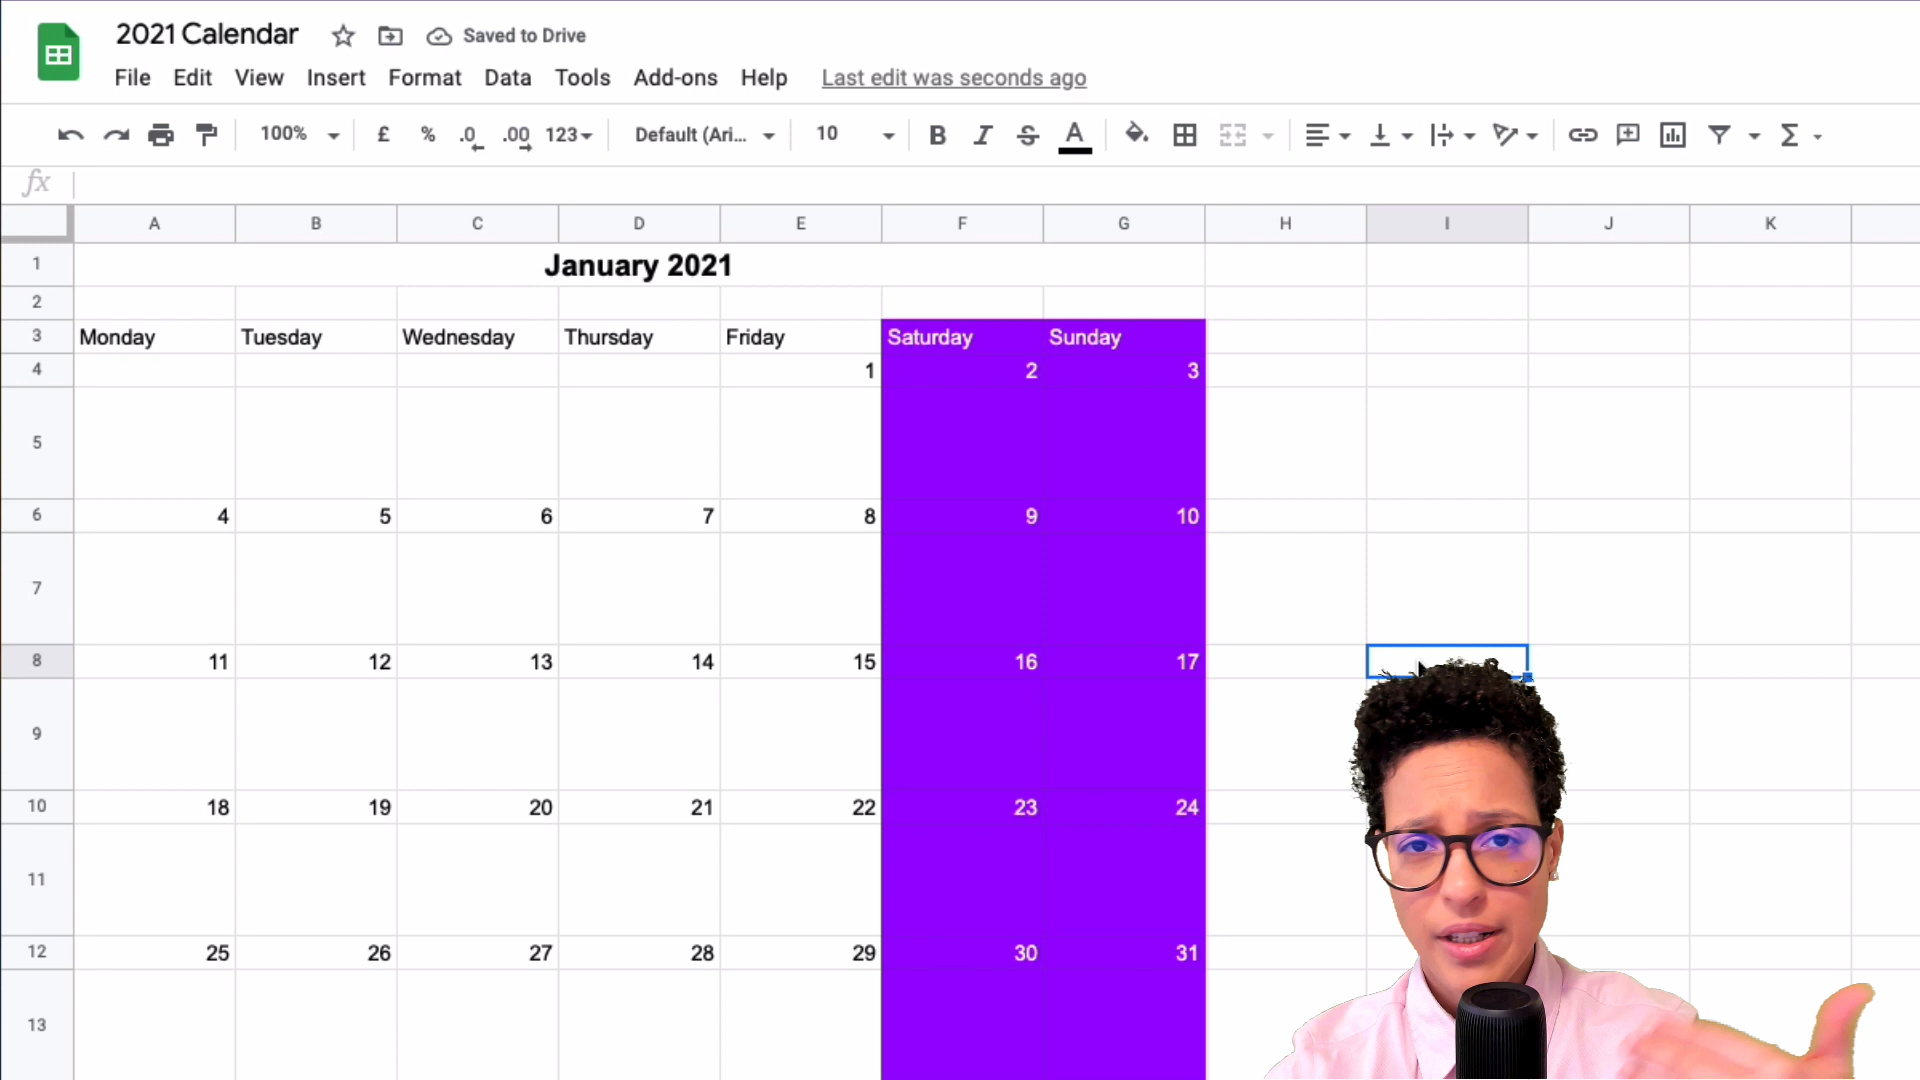 2021 Calendar Saved to Drive
File Edit View Insert Format Data Tools Add-ons Help Last edit was seconds ago
100% £ % .0 .00 123 Default (Ari... 10 B I S A Σ
fx
A B C D E F G H I J K
1 January 2021
2
3 Monday Tuesday Wednesday Thursday Friday Saturday Sunday
4 1 2 3
5
6 4 5 6 7 8 9 10
7
8 11 12 13 14 15 16 17
9
10 18 19 20 21 22 23 24
11
12 25 26 27 28 29 30 31
13